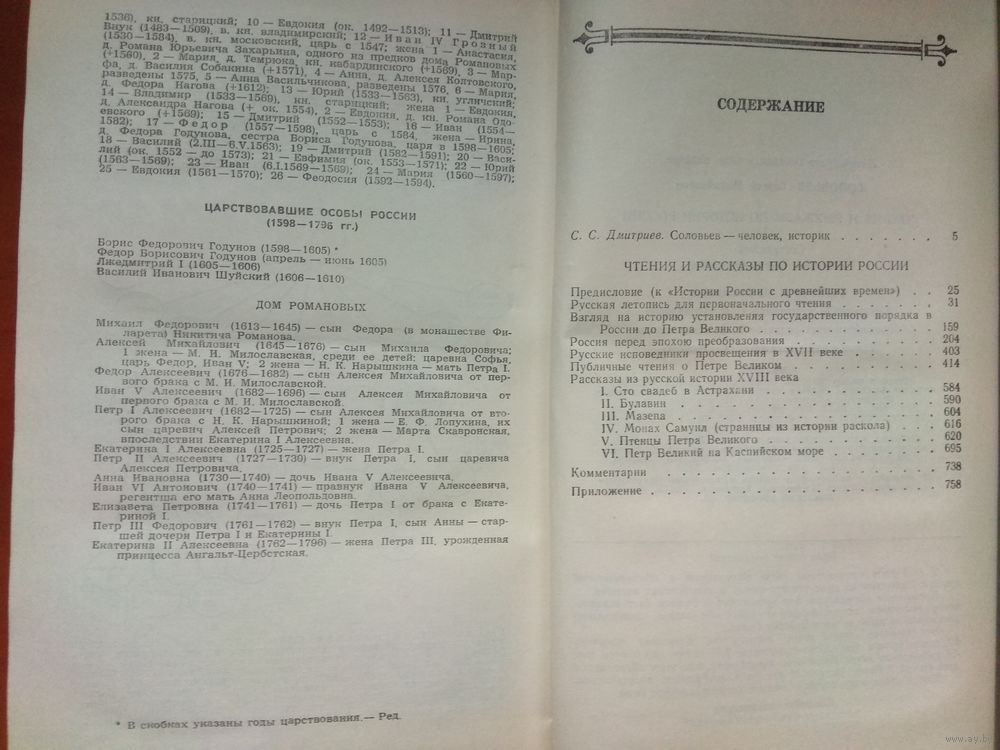 1536), кн. старицкий; 10 — Евдокия (ок. 1492—1513); 11 — Дмитрий
Внук (1483—1509), в. кн. владимирский; 12 — Иван IV Грозный
(1530—1584), в. кн. московский, царь с 1547; жена 1 — Анастасия,
д. Романа Юрьевича Захарьина, одного из предков дома Романовых
(+1560), 2 — Мария, д. Темрюка, кн. кабардинского (+1569), 3 — Мар-
фа, д. Василия Собакина (+1571), 4 — Анна, д. Алексея Колтовского,
разведены 1575, 5 — Анна Васильчикова, разведены 1576, 6 — Мария,
д. Федора Нагова (+1612); 13 — Юрий (1533—1563), кн. угличский;
14 — Владимир (1533—1569), кн. старицкий; жена 1 — Евдокия,
д. Александра Нагова (+ ок. 1554), 2 — Евдокия, д. кн. Романа Одо-
евского (+1569); 15 — Дмитрий (1552—1553); 16 — Иван (1554—
1582); 17 — Федор (1557—1598), царь с 1584, жена — Ирина,
д. Федора Годунова, сестра Бориса Годунова, царя в 1598—1605;
18 — Василий (2.III—6.V.1563); 19 — Дмитрий (1582—1591); 20 — Васи-
лий (ок. 1552 — до 1573); 21 — Евфимия (ок. 1553—1571); 22 — Юрий
(1563—1569); 23 — Иван (6.I.1569—1569); 24 — Мария (1560—1597);
25 — Евдокия (1561—1570); 26 — Феодосия (1592—1594).
ЦАРСТВОВАВШИЕ ОСОБЫ РОССИИ
(1598—1796 гг.)
Борис Федорович Годунов (1598—1605) *
Федор Борисович Годунов (апрель — июнь 1605)
Лжедмитрий I (1605—1606)
Василий Иванович Шуйский (1606—1610)
ДОМ РОМАНОВЫХ
Михаил Федорович (1613—1645) — сын Федора (в монашестве Фи-
ларета) Никитича Романова.
Алексей Михайлович (1645—1676) — сын Михаила Федоровича;
1 жена — М. И. Милославская, среди ее детей: царевна Софья,
царь Федор, Иван V; 2 жена — Н. К. Нарышкина — мать Петра I.
Федор Алексеевич (1676—1682) — сын Алексея Михайловича от пер-
вого брака с М. И. Милославской.
Иван V Алексеевич (1682—1696) — сын Алексея Михайловича от
первого брака с М. И. Милославской.
Петр I Алексеевич (1682—1725) — сын Алексея Михайловича от вто-
рого брака с Н. К. Нарышкиной; 1 жена — Е. Ф. Лопухина, их
сын царевич Алексей Петрович; 2 жена — Марта Скавронская,
впоследствии Екатерина I Алексеевна.
Екатерина I Алексеевна (1725—1727) — жена Петра I.
Петр II Алексеевич (1727—1730) — внук Петра I, сын царевича
Алексея Петровича.
Анна Ивановна (1730—1740) — дочь Ивана V Алексеевича.
Иван VI Антонович (1740—1741) — правнук Ивана V Алексеевича,
регентша его мать Анна Леопольдовна.
Елизавета Петровна (1741—1761) — дочь Петра I от брака с Екате-
риной I.
Петр III Федорович (1761—1762) — внук Петра I, сын Анны — стар-
шей дочери Петра I и Екатерины I.
Екатерина II Алексеевна (1762—1796) — жена Петра III, урожденная
принцесса Ангальт-Цербстская.
* В скобках указаны годы царствования.— Ред.
СОДЕРЖАНИЕ
С. С. Дмитриев. Соловьев — человек, историк . . . . . . . 5
ЧТЕНИЯ И РАССКАЗЫ ПО ИСТОРИИ РОССИИ
Предисловие (к «Истории России с древнейших времен») . . 25
Русская летопись для первоначального чтения . . . . . . . 31
Взгляд на историю установления государственного порядка в
России до Петра Великого . . . . . . . . . . . . . 159
Россия перед эпохою преобразования . . . . . . . . . . 204
Русские исповедники просвещения в XVII веке . . . . . . 403
Публичные чтения о Петре Великом . . . . . . . . . . 414
Рассказы из русской истории XVIII века
I. Сто свадеб в Астрахани . . . . . . . . . . . . 584
II. Булавин . . . . . . . . . . . . . . . . . . 590
III. Мазепа . . . . . . . . . . . . . . . . . . 604
IV. Монах Самуил (страницы из истории раскола) . . . 616
V. Птенцы Петра Великого . . . . . . . . . . . . 620
VI. Петр Великий на Каспийском море . . . . . . . . 695
Комментарии . . . . . . . . . . . . . . . . . . . 738
Приложение . . . . . . . . . . . . . . . . . . . 758
www.ay.by